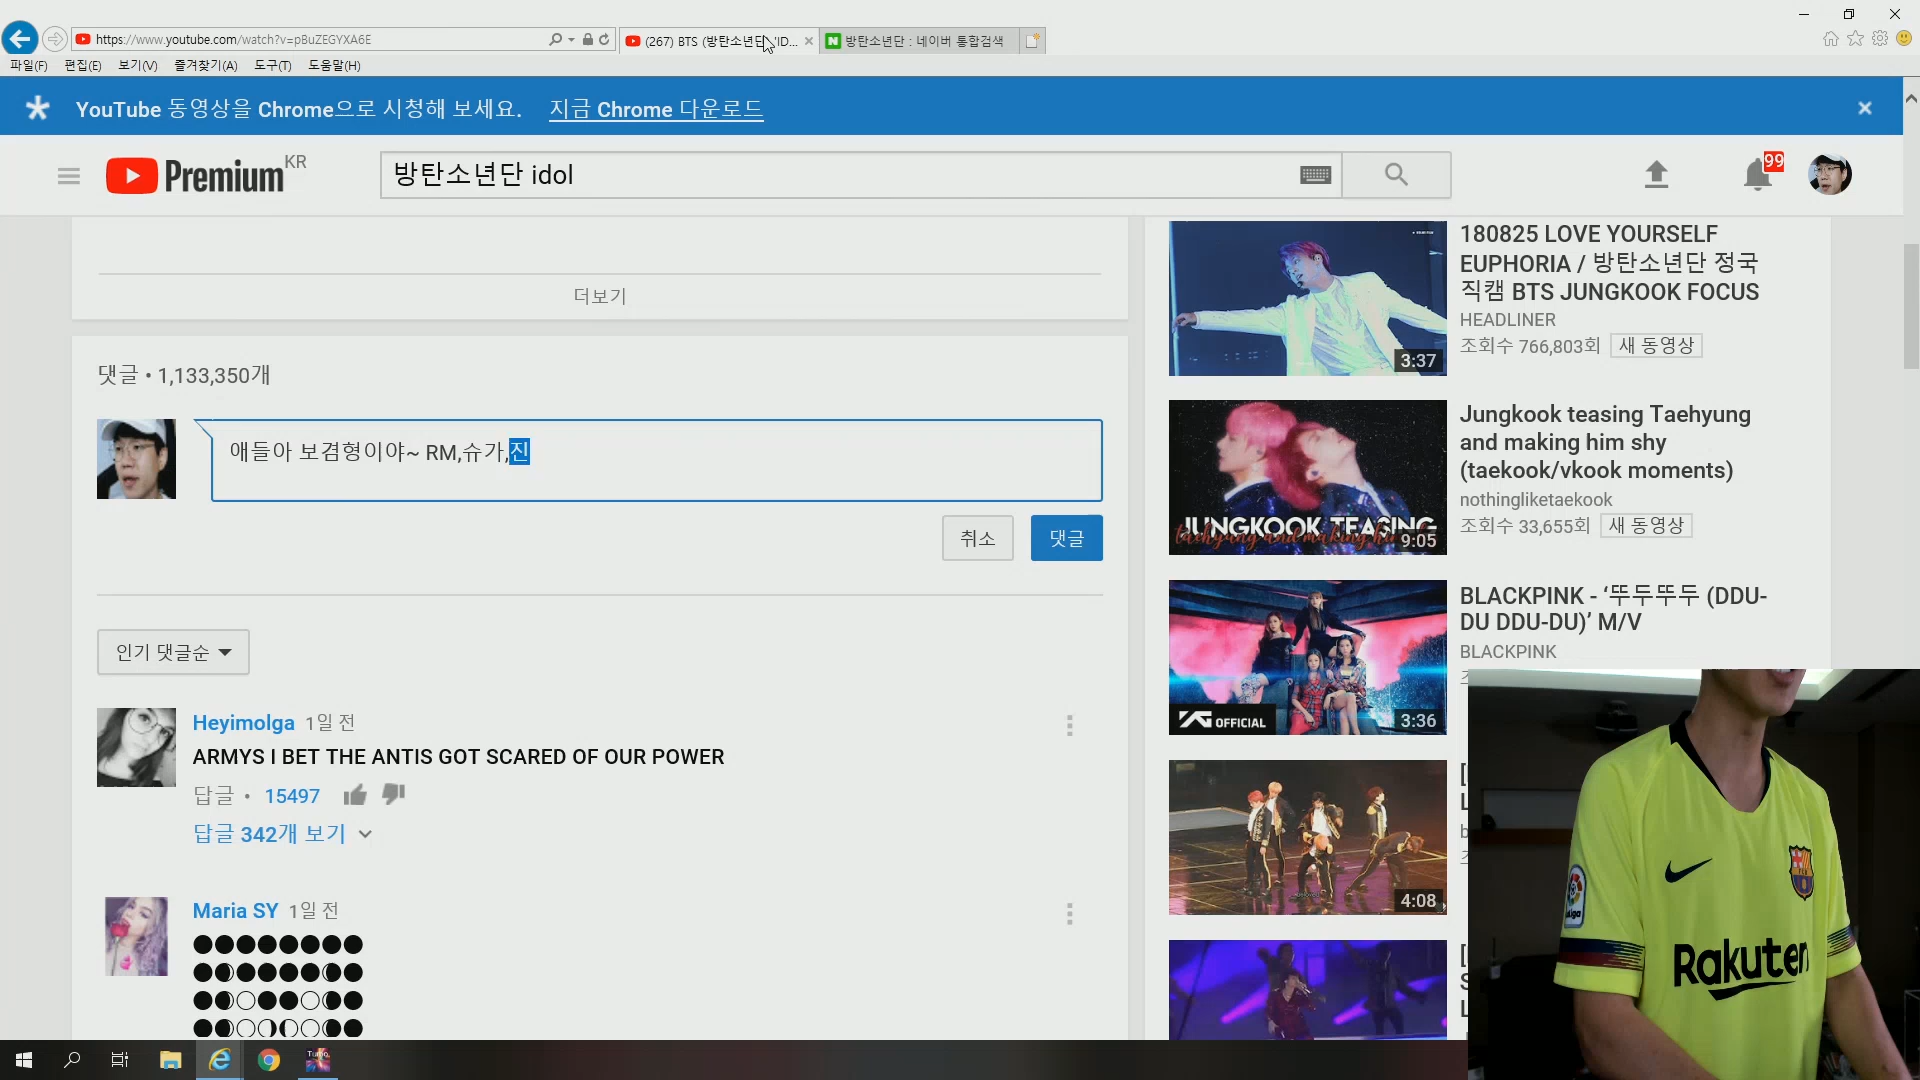 https://www.youtube.com/watch?v=pBuZEGYXA6E
(267) BTS (방탄소년단) 'ID...
방탄소년단 : 네이버 통합검색
파일(F) 편집(E) 보기(V) 즐겨찾기(A) 도구(T) 도움말(H)
YouTube 동영상을 Chrome으로 시청해 보세요. 지금 Chrome 다운로드
Premium KR
방탄소년단 idol
99
더보기
댓글 • 1,133,350개
애들아 보겸형이야~ RM,슈가,진
취소
댓글
인기 댓글순
Heyimolga 1일 전
ARMYS I BET THE ANTIS GOT SCARED OF OUR POWER
답글 • 15497
답글 342개 보기
Maria SY 1일 전
180825 LOVE YOURSELF
EUPHORIA / 방탄소년단 정국
직캠 BTS JUNGKOOK FOCUS
HEADLINER
조회수 766,803회 새 동영상
3:37
Jungkook teasing Taehyung
and making him shy
(taekook/vkook moments)
nothingliketaekook
조회수 33,655회 새 동영상
JUNGKOOK TEASING
taehyung and making him
9:05
BLACKPINK - ‘뚜두뚜두 (DDU-
DU DDU-DU)’ M/V
BLACKPINK
YG OFFICIAL
3:36
4:08
Rakuten